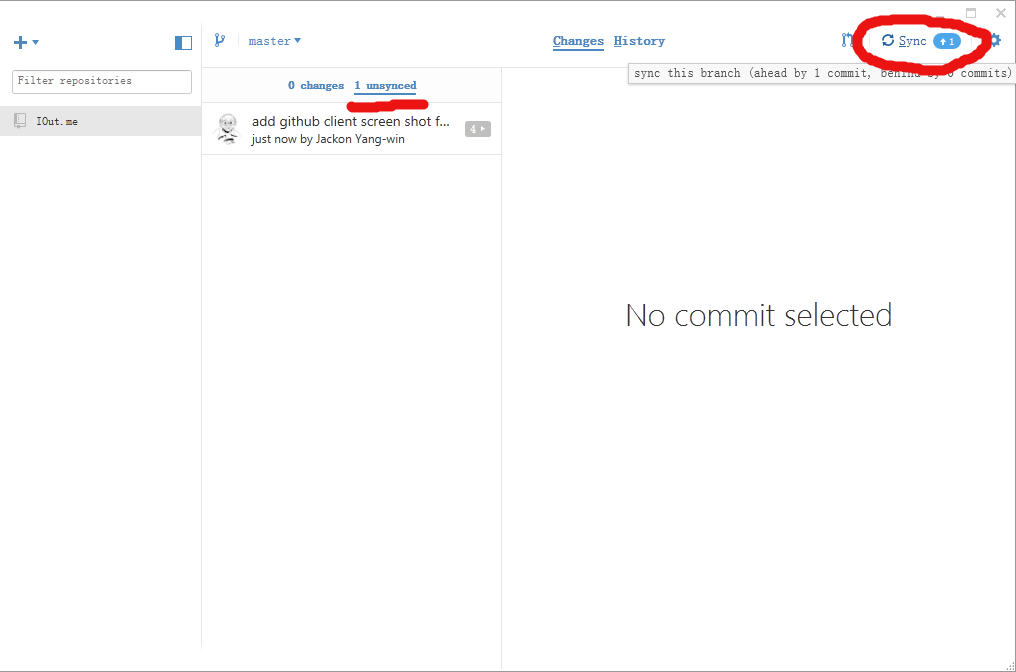 master
Changes History
Sync 1
Filter repositories
0 changes 1 unsynced
sync this branch (ahead by 1 commit, behind by 0 commits)
IOut.me
add github client screen shot f...
4
just now by Jackon Yang-win
No commit selected